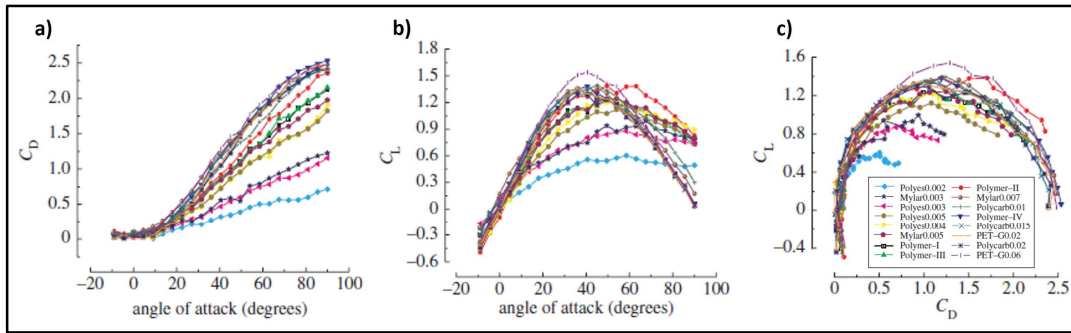 a)
C_D
2.5
2.0
1.5
1.0
0.5
0
−20 0 20 40 60 80 100
angle of attack (degrees)
b)
C_L
1.8
1.5
1.2
0.9
0.6
0.3
0
−0.3
−0.6
−20 0 20 40 60 80 100
angle of attack (degrees)
c)
C_L
1.6
1.2
0.8
0.4
0
−0.4
0 0.5 1.0 1.5 2.0 2.5
C_D
Polyes0.002
Mylar0.003
Polyes0.003
Polyes0.005
Polyes0.004
Mylar0.005
Polymer–I
Polymer–III
Polymer–II
Mylar0.007
Polycarb0.01
Polymer–IV
Polycarb0.015
PET–G0.02
Polycarb0.02
PET–G0.06